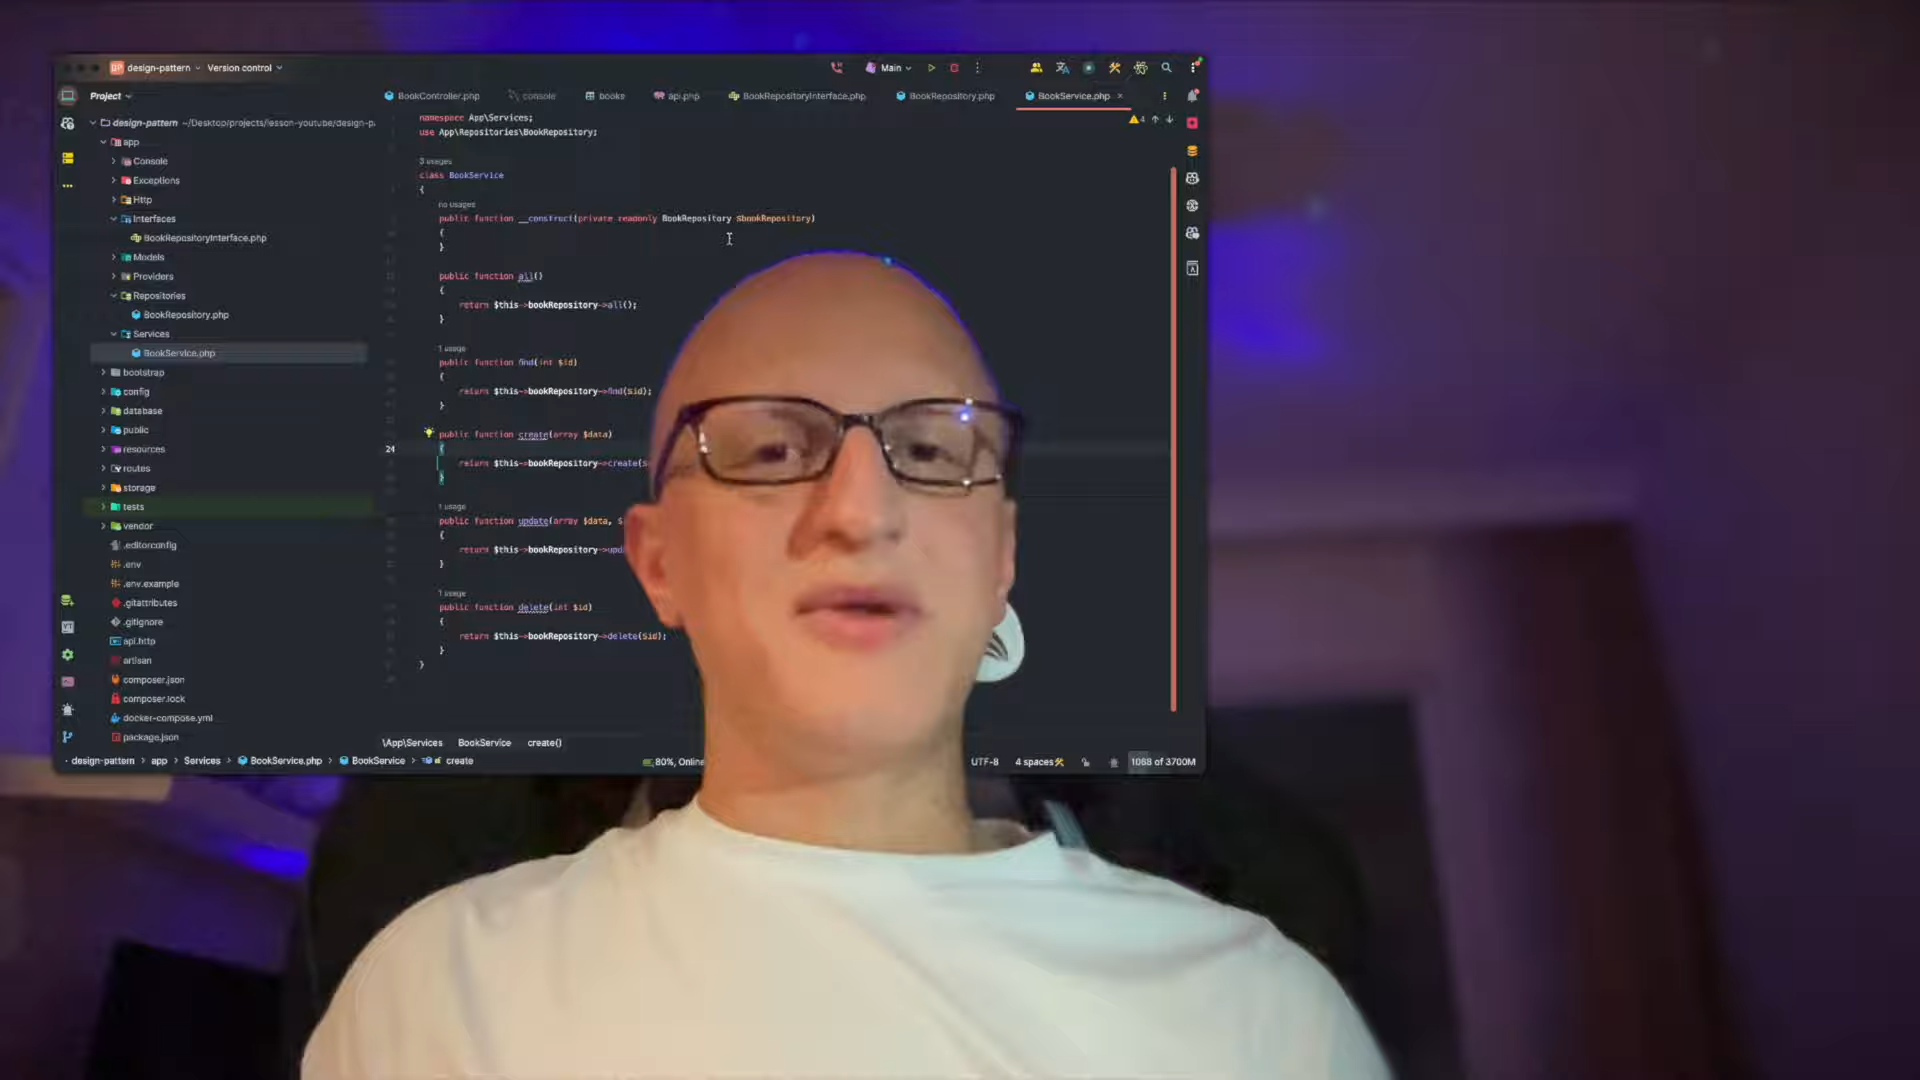 design-pattern Version control
Main
Project
BookController.php console books api.php BookRepositoryInterface.php BookRepository.php BookService.php
design-pattern ~/Desktop/projects/lesson-youtube/design-p
app
Console
Exceptions
Http
Interfaces
BookRepositoryInterface.php
Models
Providers
Repositories
BookRepository.php
Services
BookService.php
bootstrap
config
database
public
resources
routes
storage
tests
vendor
.editorconfig
.env
.env.example
.gitattributes
.gitignore
api.http
artisan
composer.json
composer.lock
docker-compose.yml
package.json
namespace App\Services;
use App\Repositories\BookRepository;
4
3 usages
class BookService
{
no usages
public function __construct(private readonly BookRepository $bookRepository)
{
}
public function all()
{
return $this->bookRepository->all();
}
1 usage
public function find(int $id)
{
return $this->bookRepository->find($id);
}
public function create(array $data)
24 {
return $this->bookRepository->create($
}
1 usage
public function update(array $data, $
{
return $this->bookRepository->upd
}
1 usage
public function delete(int $id)
{
return $this->bookRepository->delete($id);
}
}
\App\Services BookService create()
design-pattern app Services BookService.php BookService create 80%, Online UTF-8 4 spaces 1068 of 3700M